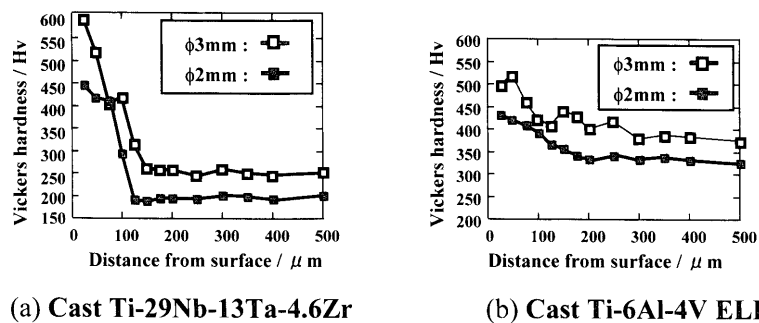 600
550
500
450
400
350
300
250
200
150
Vickers hardness / Hv
φ3mm :
φ2mm :
0 100 200 300 400 500
Distance from surface / μ m
(a) Cast Ti-29Nb-13Ta-4.6Zr
600
550
500
450
400
350
300
250
200
Vickers hardness / Hv
φ3mm :
φ2mm :
0 100 200 300 400 500
Distance from surface / μ m
(b) Cast Ti-6Al-4V ELI